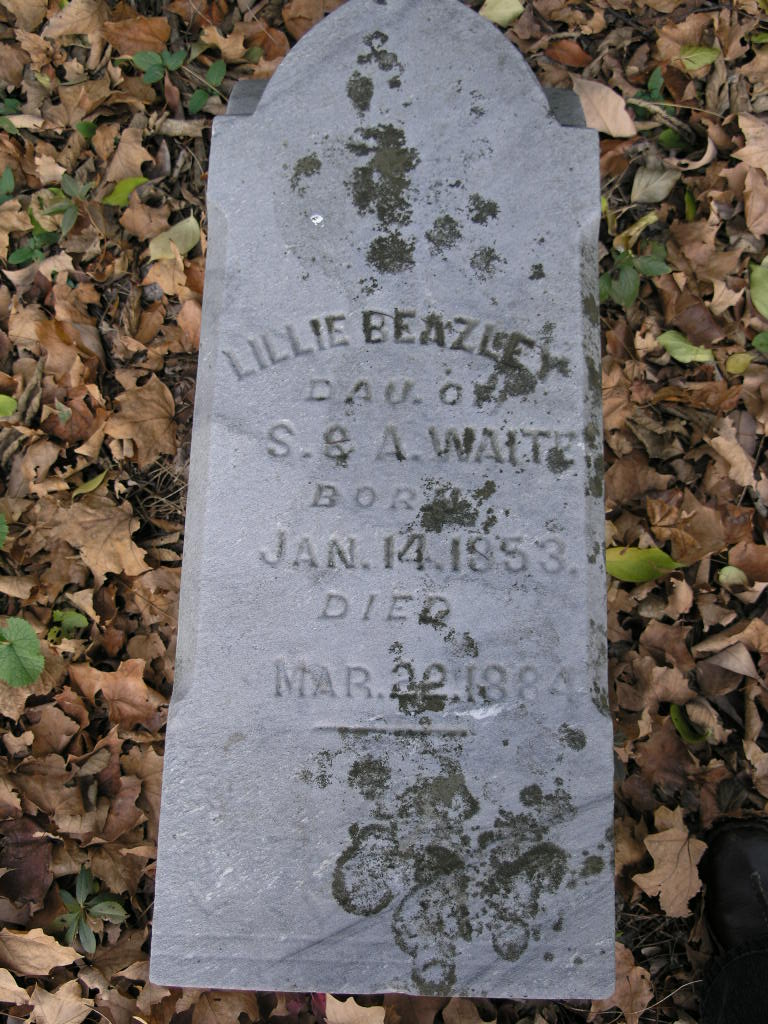 LILLIE BEAZLEY
DAU. OF
S. & A. WAITE
BORN
JAN. 14. 1853.
DIED
MAR. 22. 1884